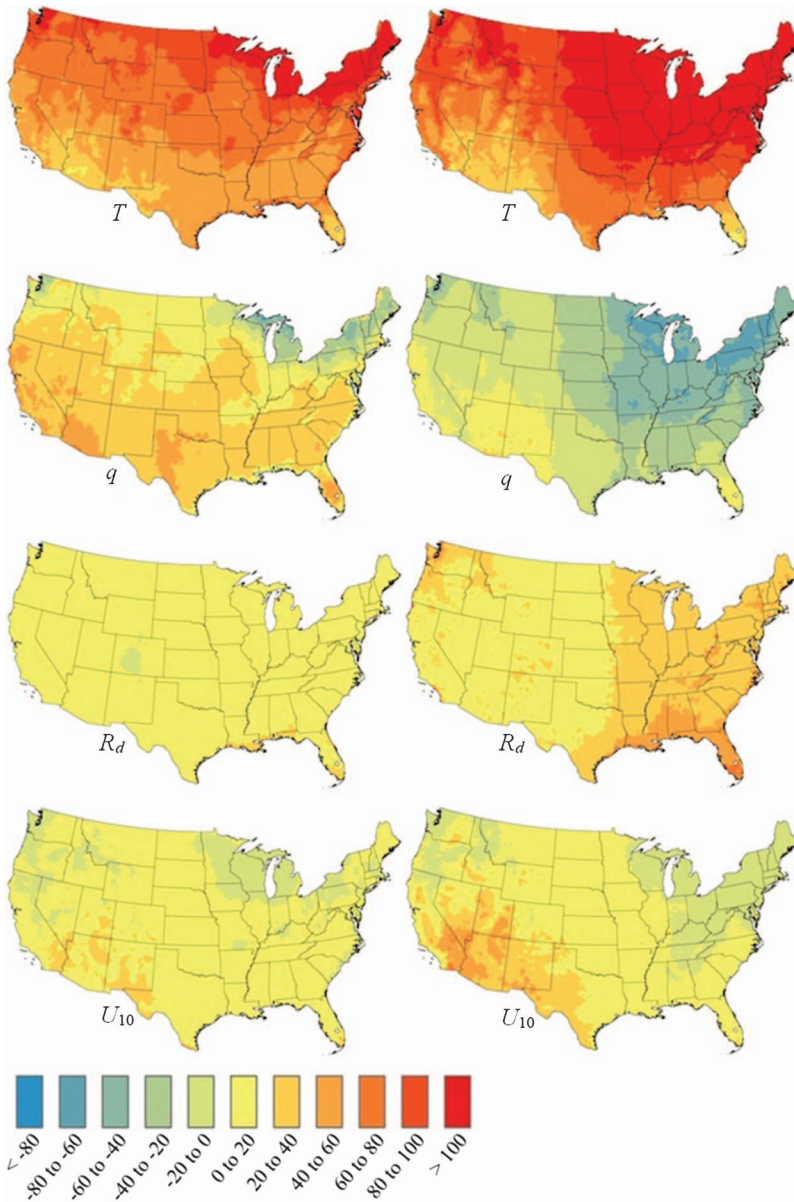 T T
q q
R_d R_d
U_10 U_10
< -80
-80 to -60
-60 to -40
-40 to -20
-20 to 0
0 to 20
20 to 40
40 to 60
60 to 80
80 to 100
> 100